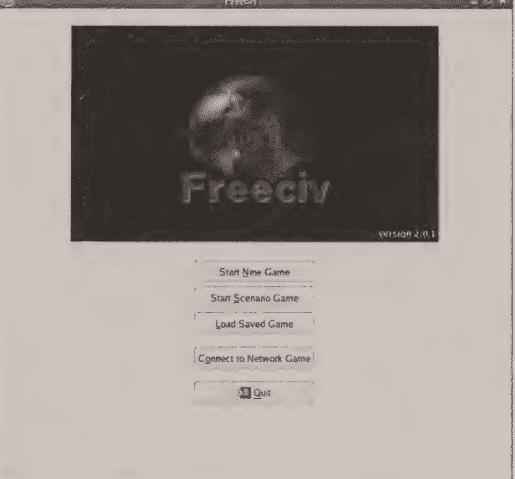 Freeciv
Freeciv
version 2.0.1
Start New Game
Start Scenario Game
Load Saved Game
Connect to Network Game
Quit